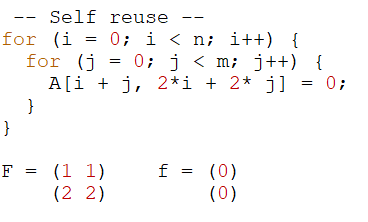 -- Self reuse --
for (i = 0; i < n; i++) {
for (j = 0; j < m; j++) {
A[i + j, 2*i + 2* j] = 0;
}
}
F = (1 1) f = (0)
(2 2) (0)